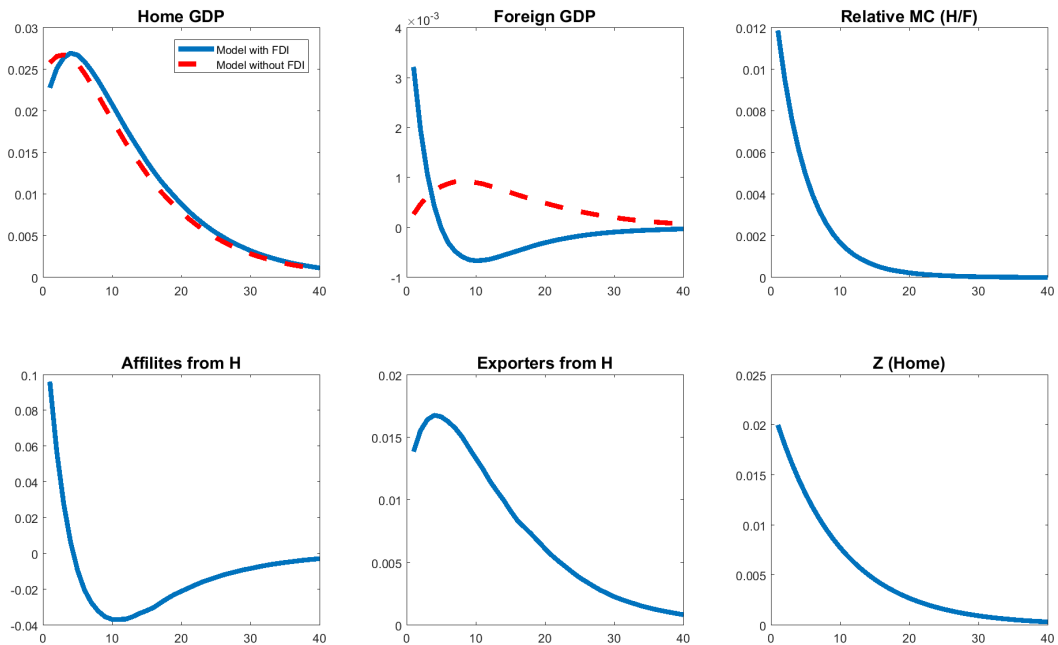 Home GDP
0.03
0.025
0.02
0.015
0.01
0.005
0
0 10 20 30 40
Model with FDI
Model without FDI
Foreign GDP
×10⁻³
4
3
2
1
0
-1
0 10 20 30 40
Relative MC (H/F)
0.012
0.01
0.008
0.006
0.004
0.002
0
0 10 20 30 40
Affilites from H
0.1
0.08
0.06
0.04
0.02
0
-0.02
-0.04
0 10 20 30 40
Exporters from H
0.02
0.015
0.01
0.005
0
0 10 20 30 40
Z (Home)
0.025
0.02
0.015
0.01
0.005
0
0 10 20 30 40